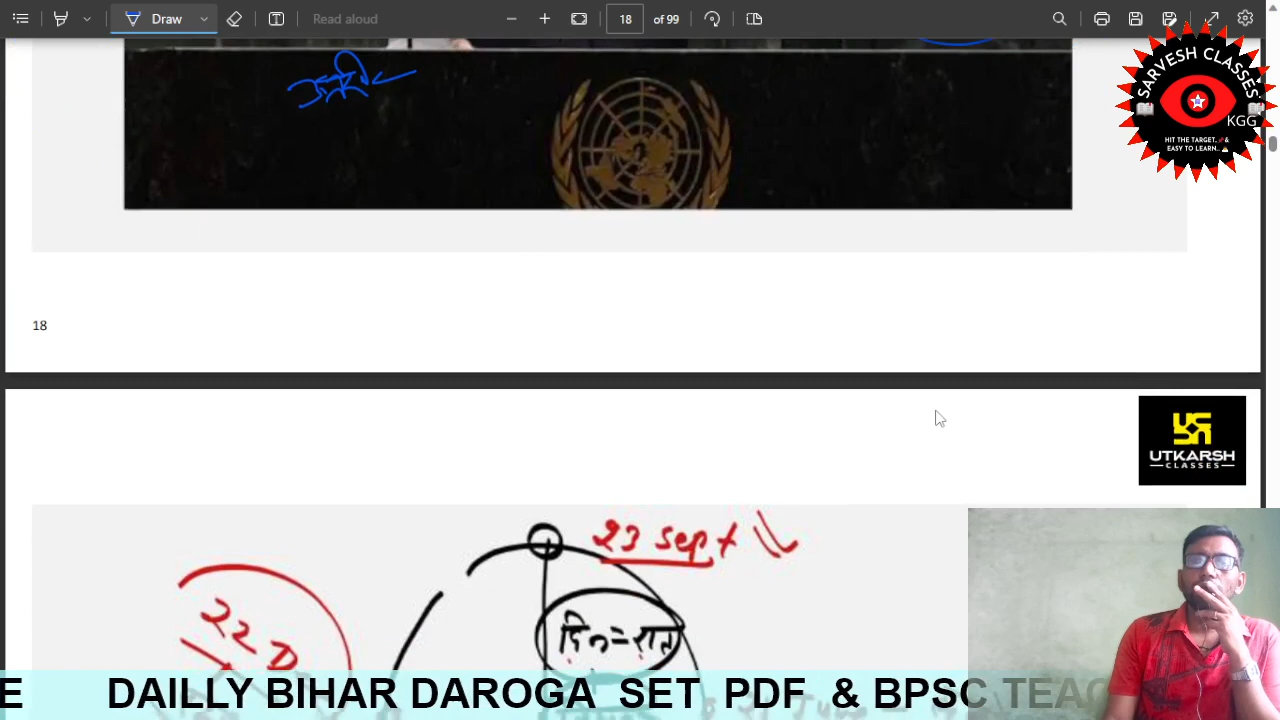 Draw
Read aloud
18 of 99
SARVESH CLASSES
KGG
HIT THE TARGET..&
EASY TO LEARN..
18
UTKARSH
CLASSES
23 sept
22 D
दिन=रात
E DAILLY BIHAR DAROGA SET PDF & BPSC TEAC